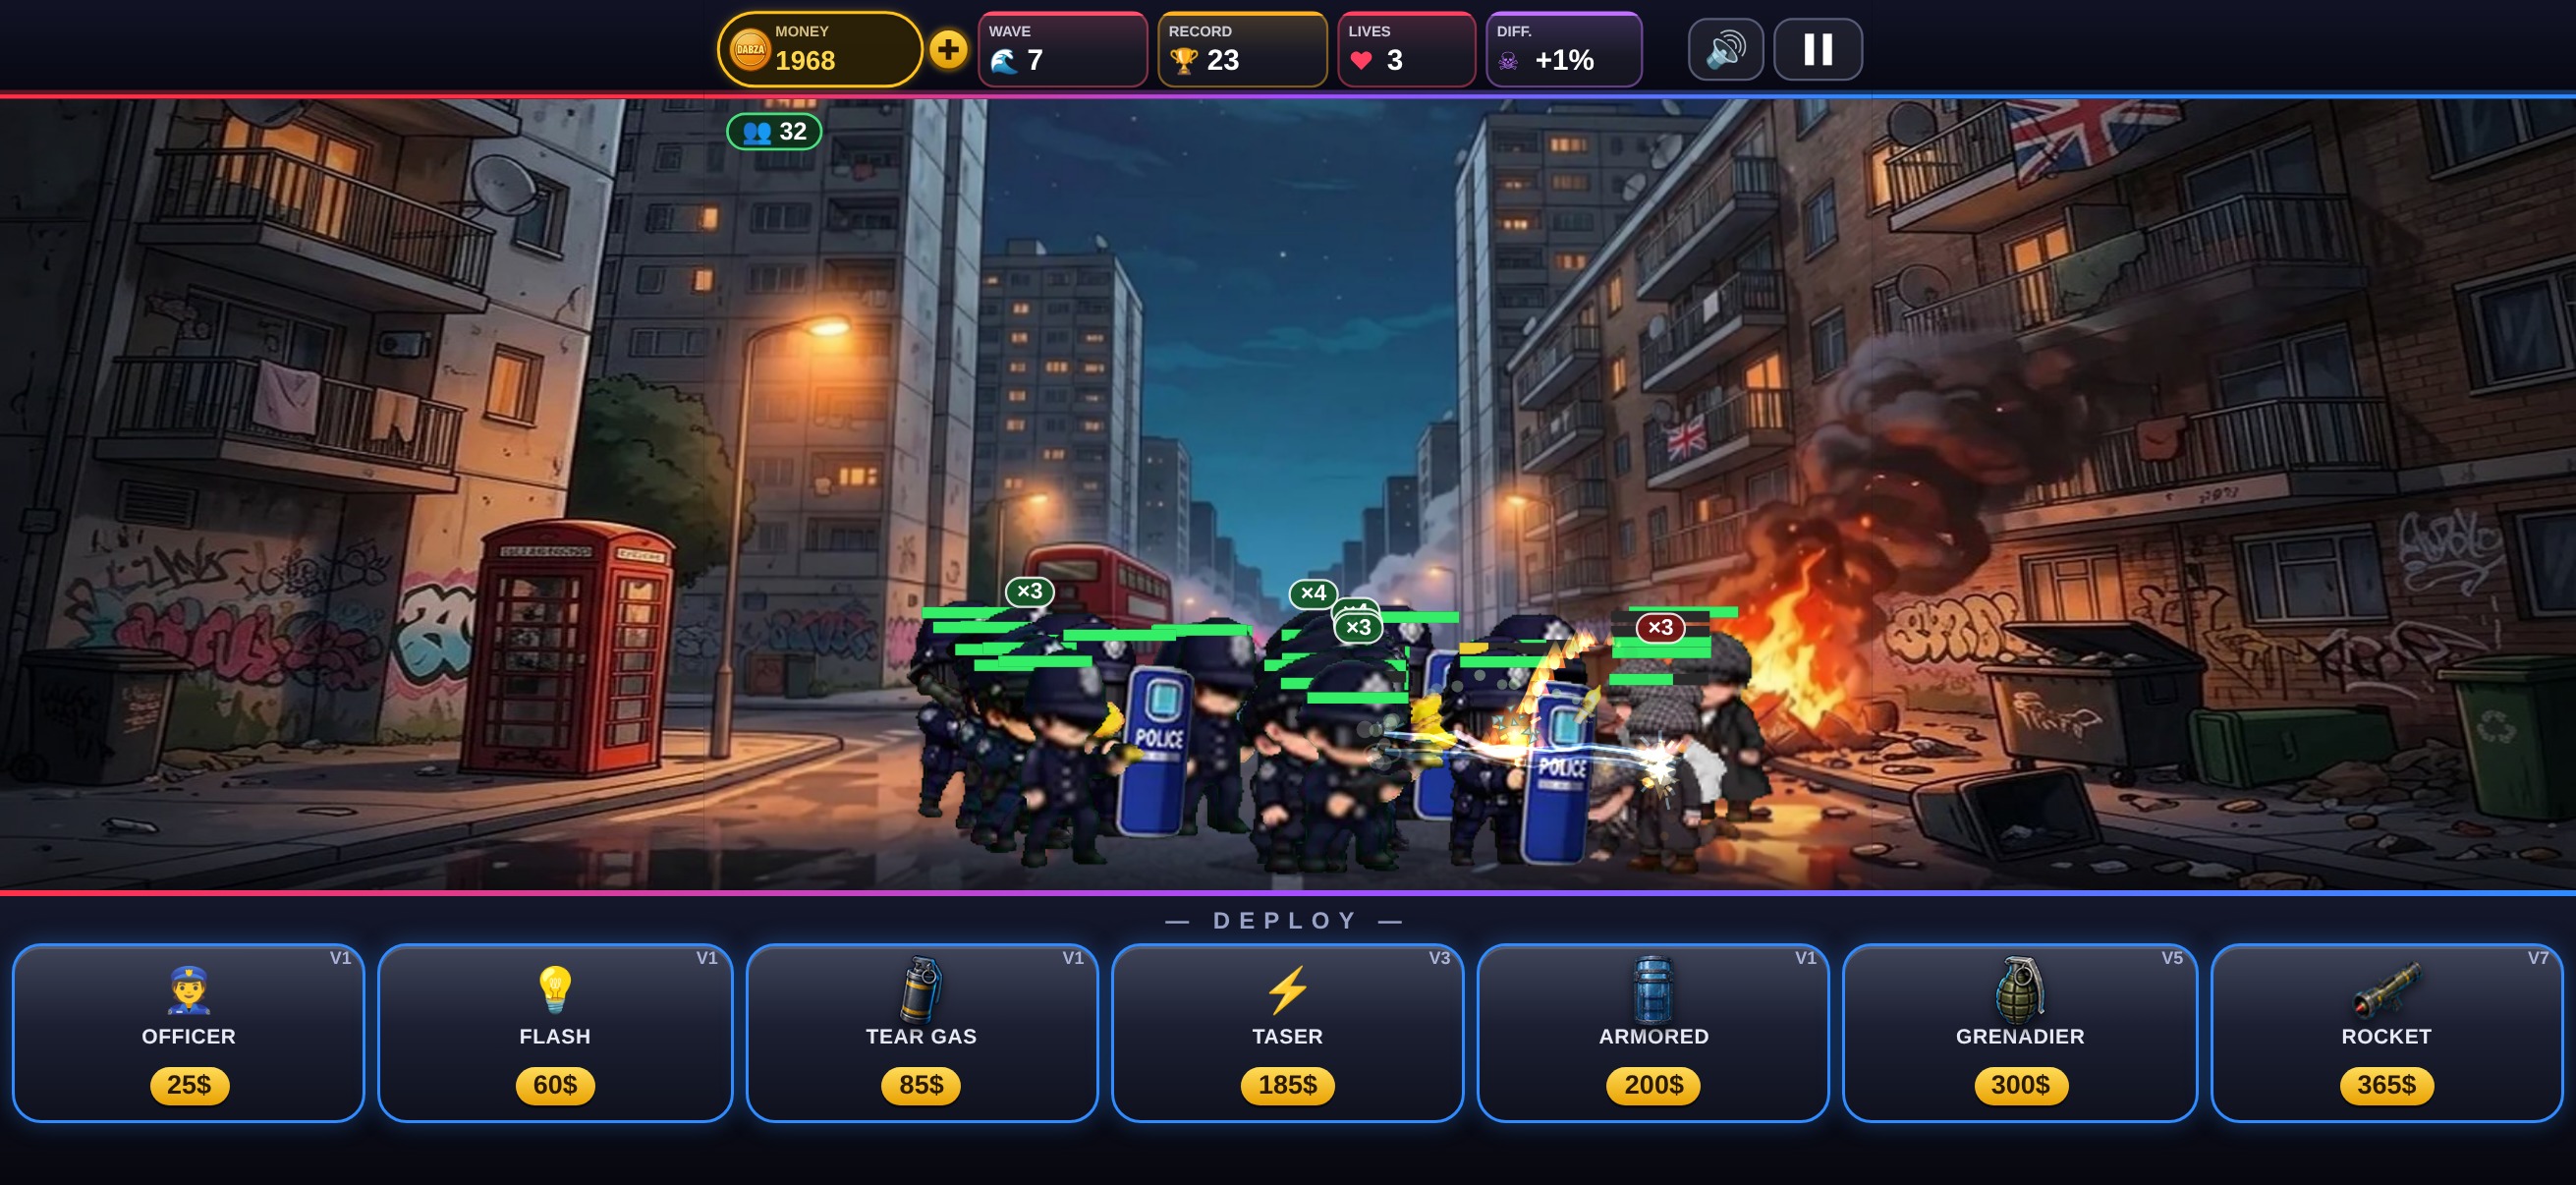 DABZA
MONEY
1968
WAVE
7
RECORD
23
LIVES
3
DIFF.
+1%
32
×3
×4
×3
×3
POLICE
POLICE
— DEPLOY —
V1
OFFICER
25$
V1
FLASH
60$
V1
TEAR GAS
85$
V3
TASER
185$
V1
ARMORED
200$
V5
GRENADIER
300$
V7
ROCKET
365$